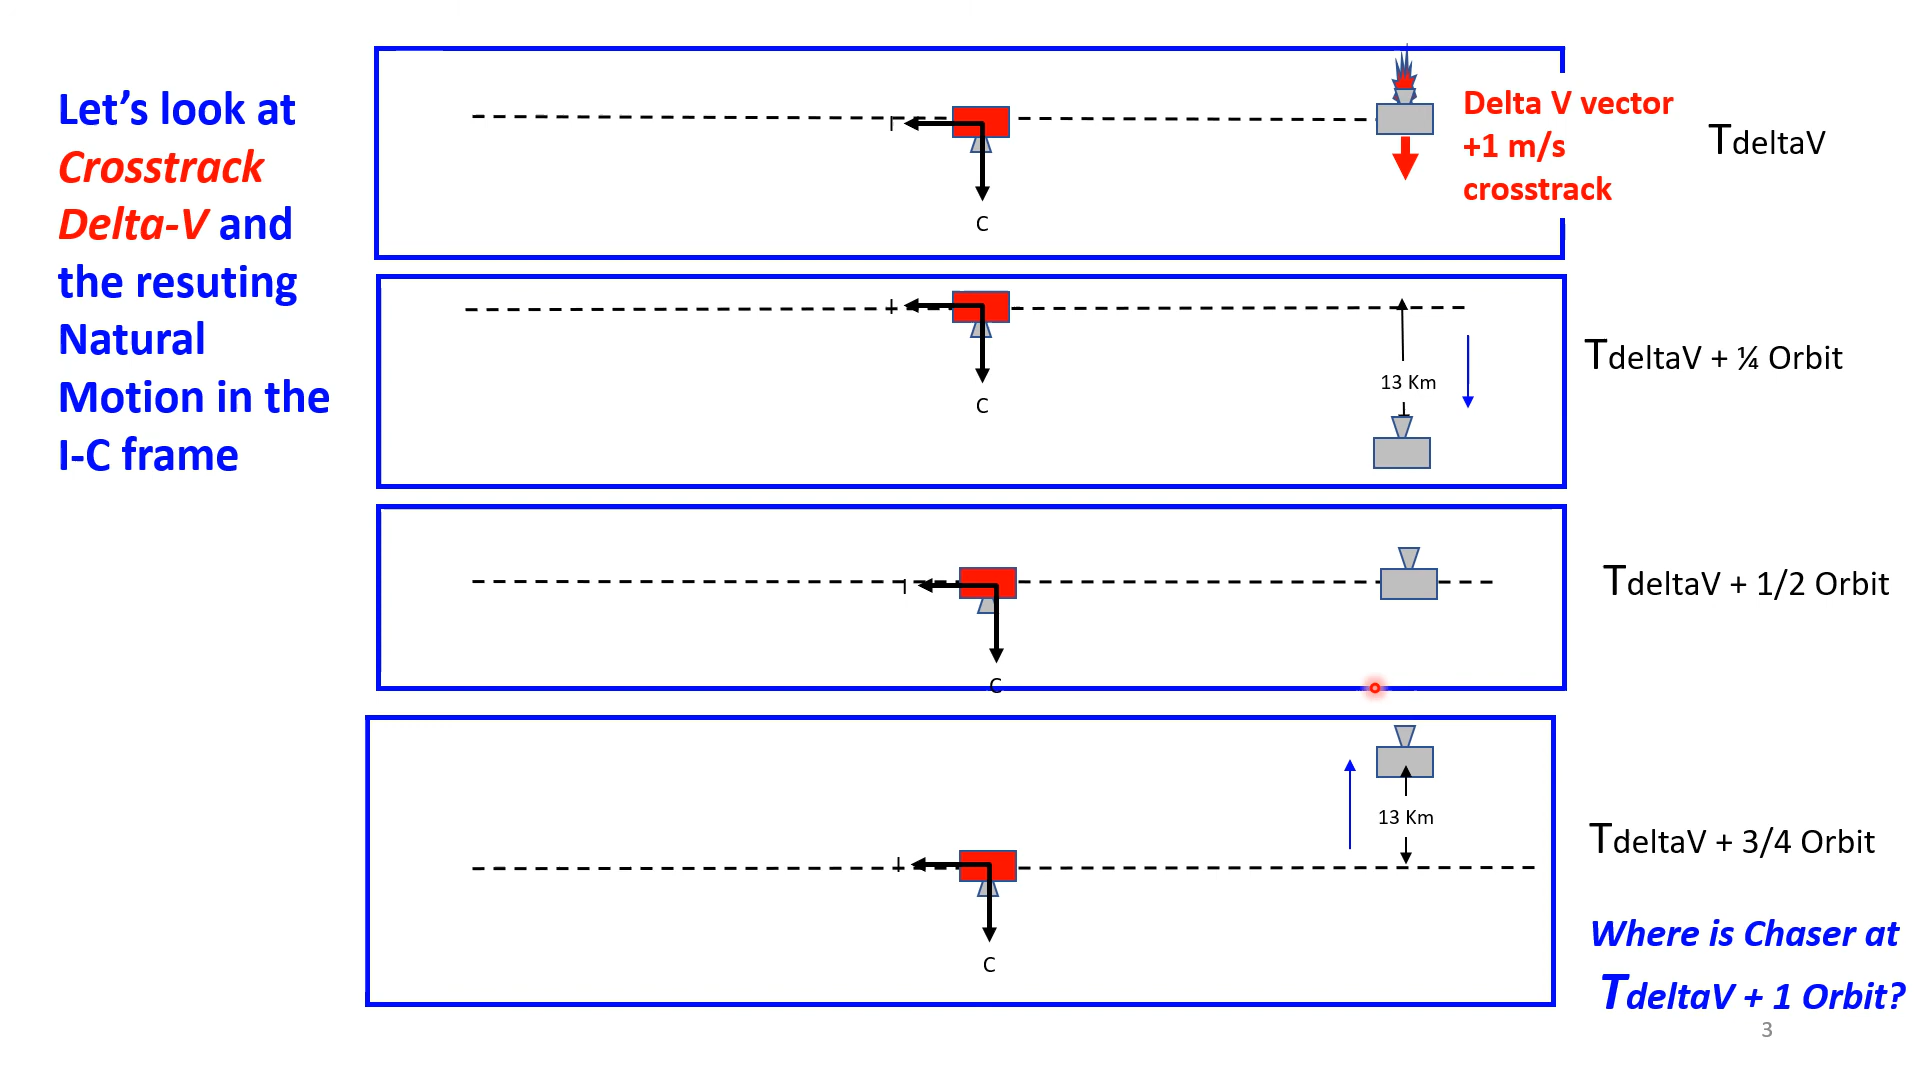 Let's look at
Crosstrack
Delta-V and
the resuting
Natural
Motion in the
I-C frame
I
C
Delta V vector
+1 m/s
crosstrack
TdeltaV
I
C
13 Km
TdeltaV + ¼ Orbit
I
C
TdeltaV + 1/2 Orbit
I
C
13 Km
TdeltaV + 3/4 Orbit
Where is Chaser at
TdeltaV + 1 Orbit?
3